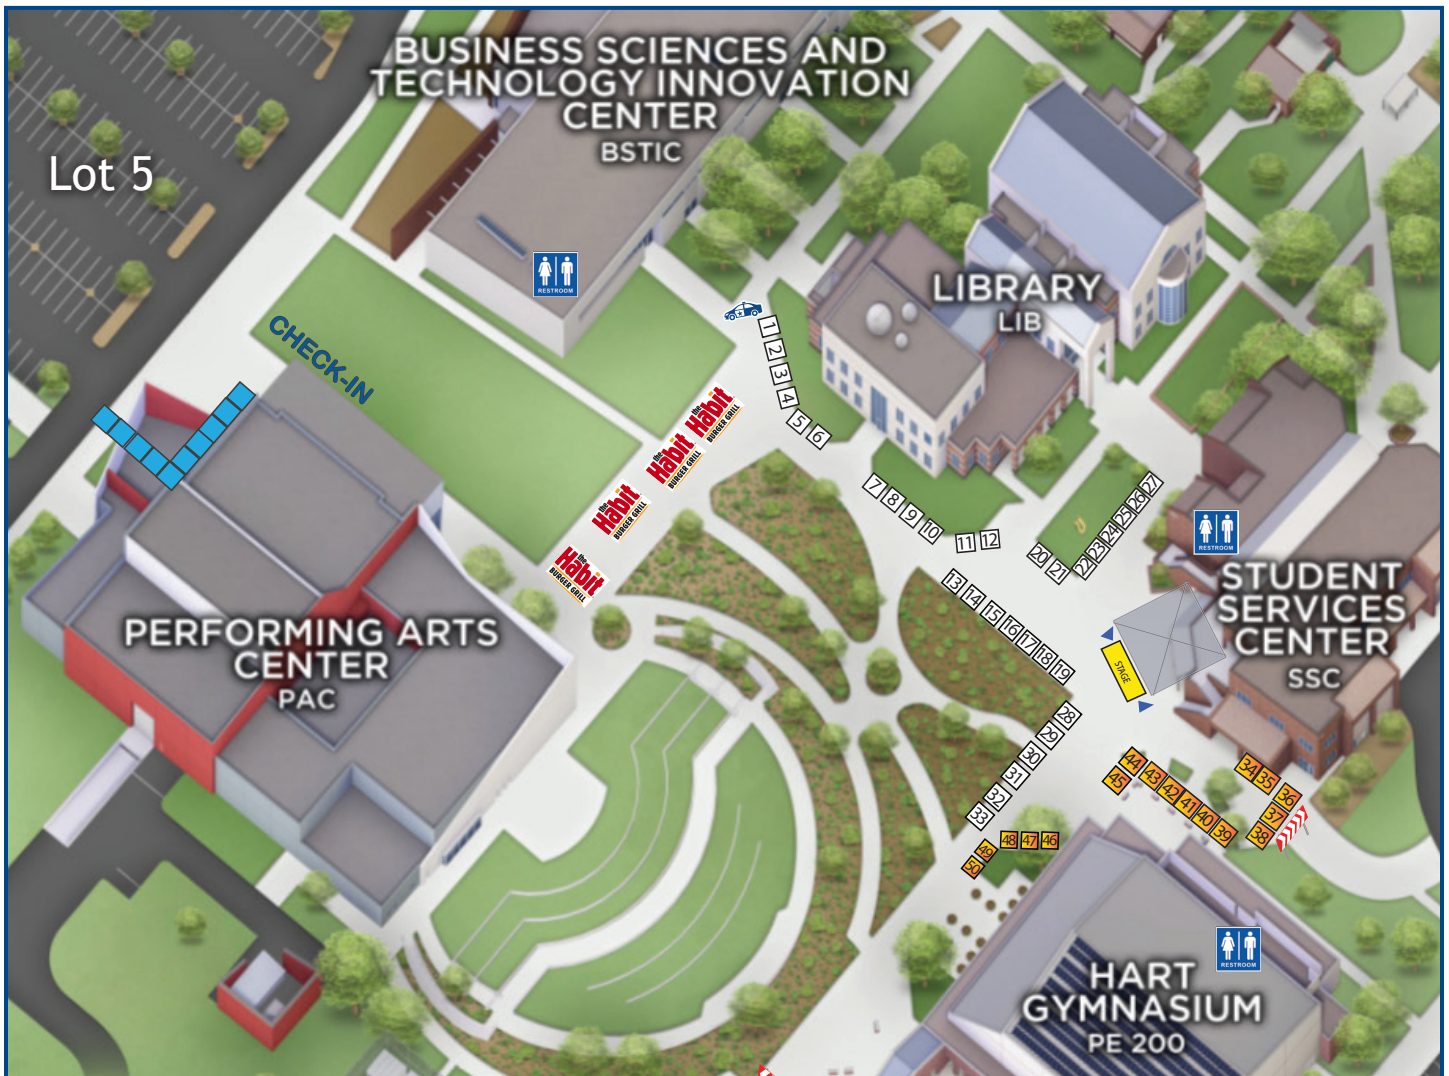 BUSINESS SCIENCES AND
TECHNOLOGY INNOVATION
CENTER
BSTIC
Lot 5
RESTROOM
LIBRARY
LIB
CHECK-IN
1
2
3
4
5
6
the
Habit
BURGER GRILL
the
Habit
BURGER GRILL
the
Habit
BURGER GRILL
the
Habit
BURGER GRILL
7
8
9
10
11
12
20
21
22
23
24
25
26
27
RESTROOM
13
14
15
16
17
18
19
STUDENT
SERVICES
CENTER
SSC
STAGE
PERFORMING ARTS
CENTER
PAC
28
29
30
31
32
33
34
35
36
37
38
39
40
41
42
43
44
45
46
47
48
49
50
RESTROOM
HART
GYMNASIUM
PE 200